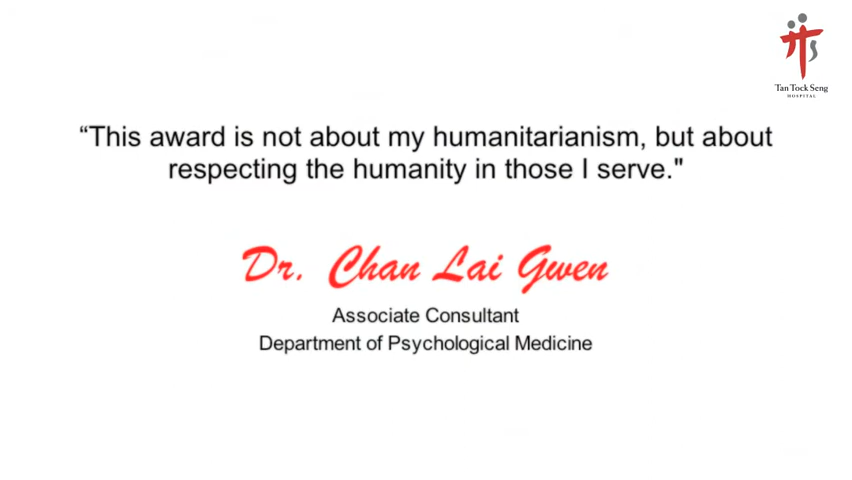 Tan Tock Seng
HOSPITAL
“This award is not about my humanitarianism, but about
respecting the humanity in those I serve."
Dr. Chan Lai Gwen
Associate Consultant
Department of Psychological Medicine